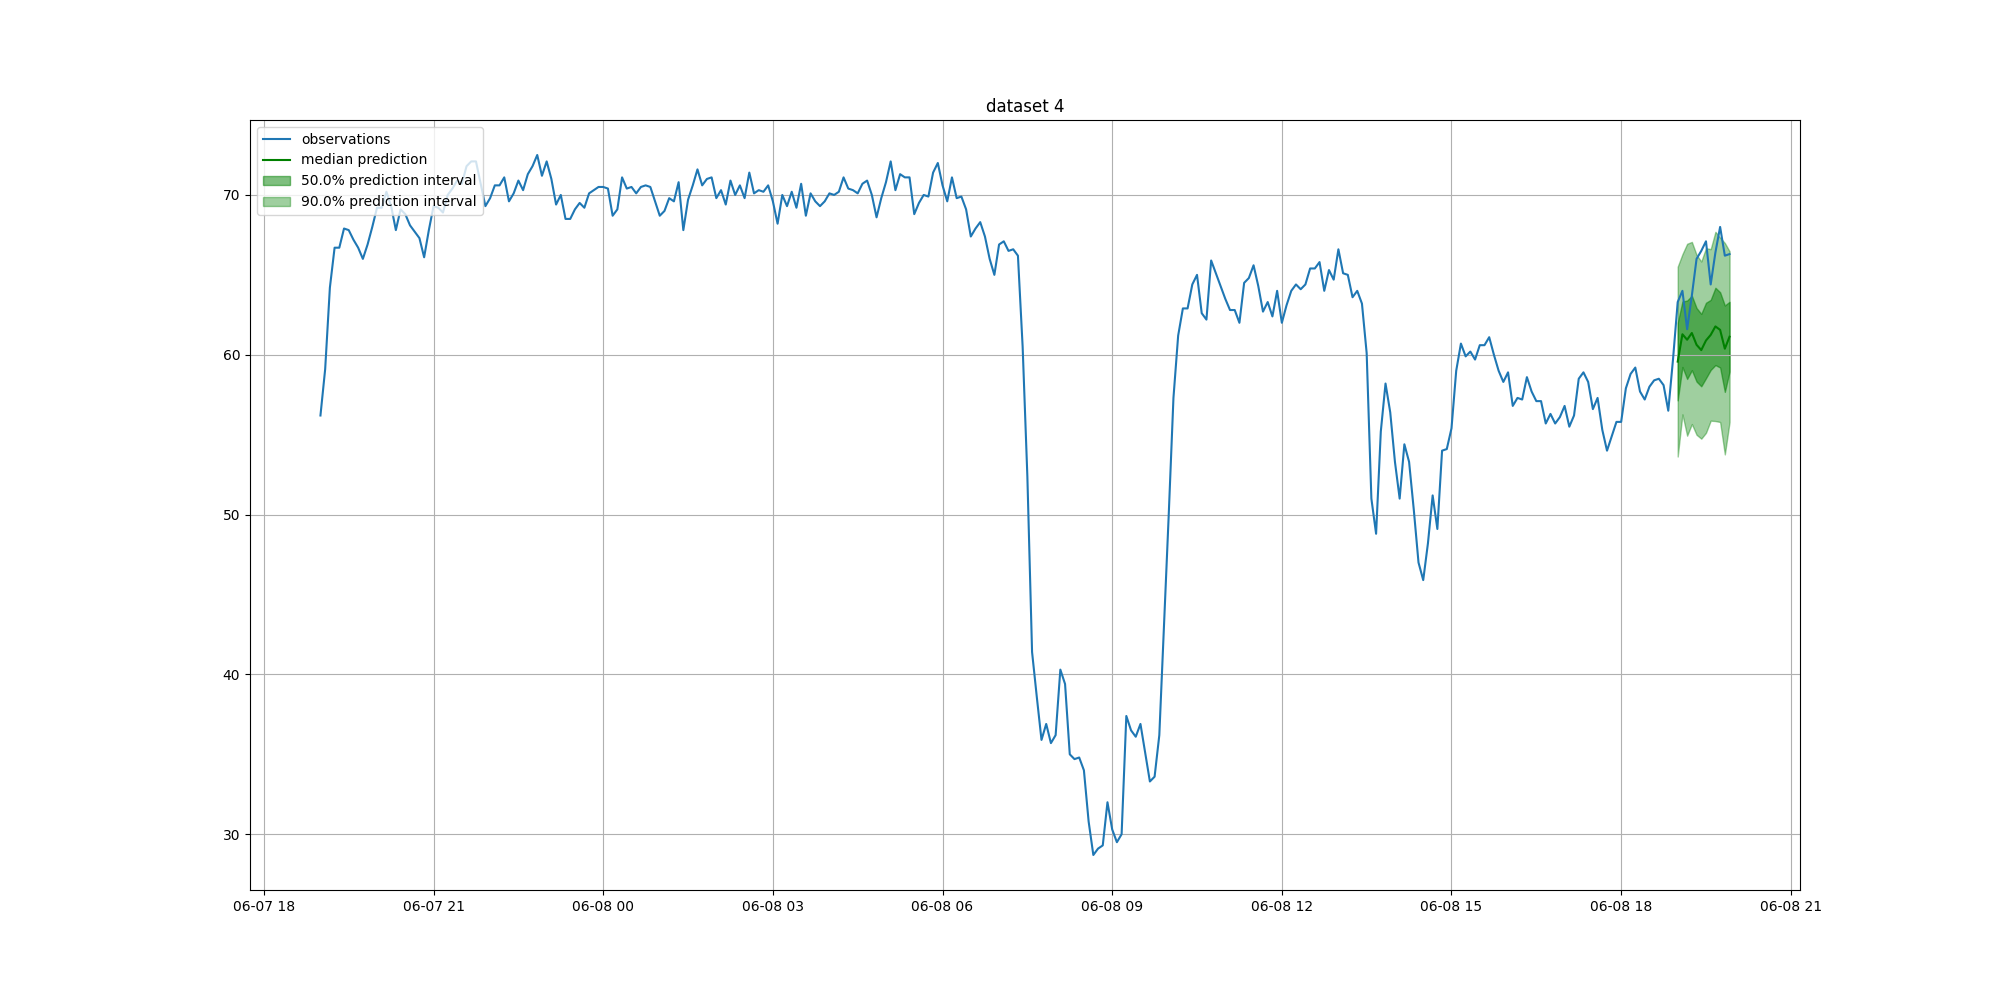 dataset 4
observations
median prediction
50.0% prediction interval
90.0% prediction interval
70
60
50
40
30
06-07 18 06-07 21 06-08 00 06-08 03 06-08 06 06-08 09 06-08 12 06-08 15 06-08 18 06-08 21